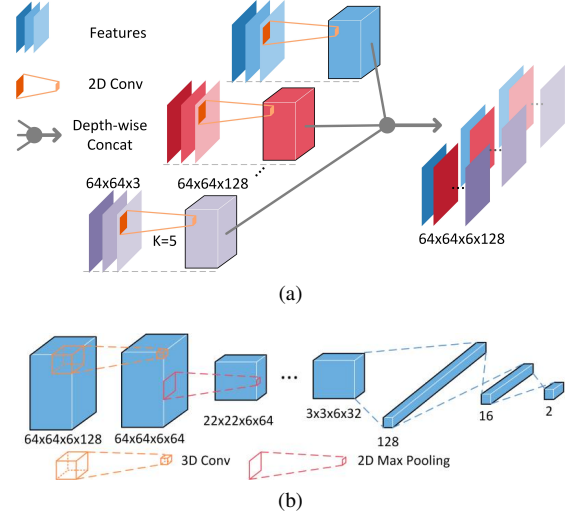 Features
2D Conv
Depth-wise
Concat
64x64x3
64x64x128
...
K=5
...
...
...
64x64x6x128
(a)
...
64x64x6x128
64x64x6x64
22x22x6x64
3x3x6x32
128
16
2
3D Conv
2D Max Pooling
(b)